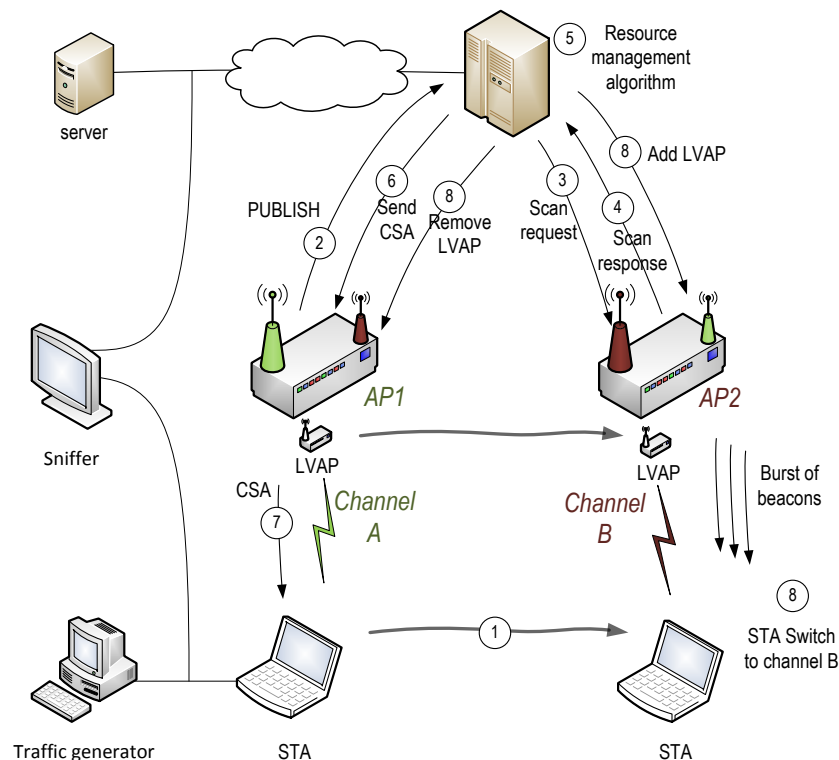 5
Resource
management
algorithm
server
8
Add LVAP
6
Send
CSA
8
Remove
LVAP
3
Scan
request
4
Scan
response
PUBLISH
2
AP1
AP2
Sniffer
LVAP
LVAP
Burst of
beacons
CSA
7
Channel
A
Channel
B
8
1
STA Switch
to channel B
Traffic generator
STA
STA